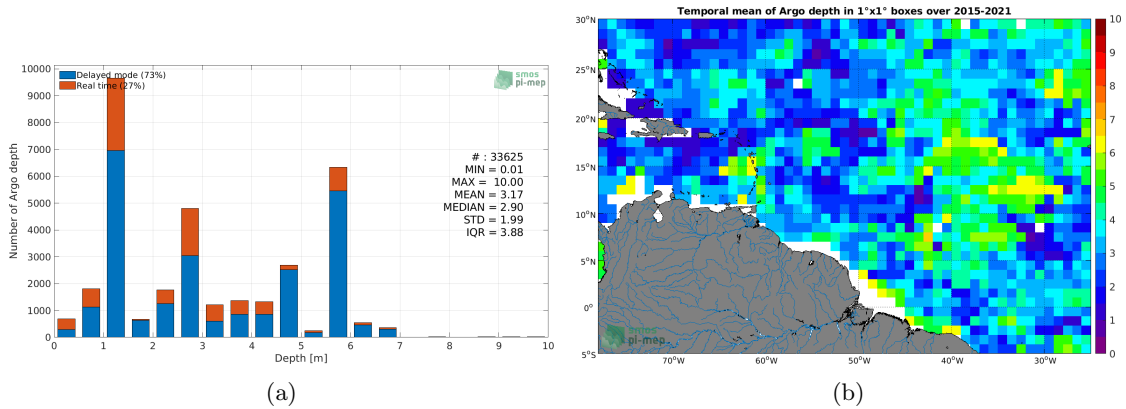 Delayed mode (73%)
Real time (27%)
smos
pi-mep
# : 33625
MIN = 0.01
MAX = 10.00
MEAN = 3.17
MEDIAN = 2.90
STD = 1.99
IQR = 3.88
Number of Argo depth
10000
9000
8000
7000
6000
5000
4000
3000
2000
1000
0
0 1 2 3 4 5 6 7 8 9 10
Depth [m]
(a)
Temporal mean of Argo depth in 1°x1° boxes over 2015-2021
30°N
25°N
20°N
15°N
10°N
5°N
0°
5°S
70°W 60°W 50°W 40°W 30°W
smos
pi-mep
10
9
8
7
6
5
4
3
2
1
0
(b)